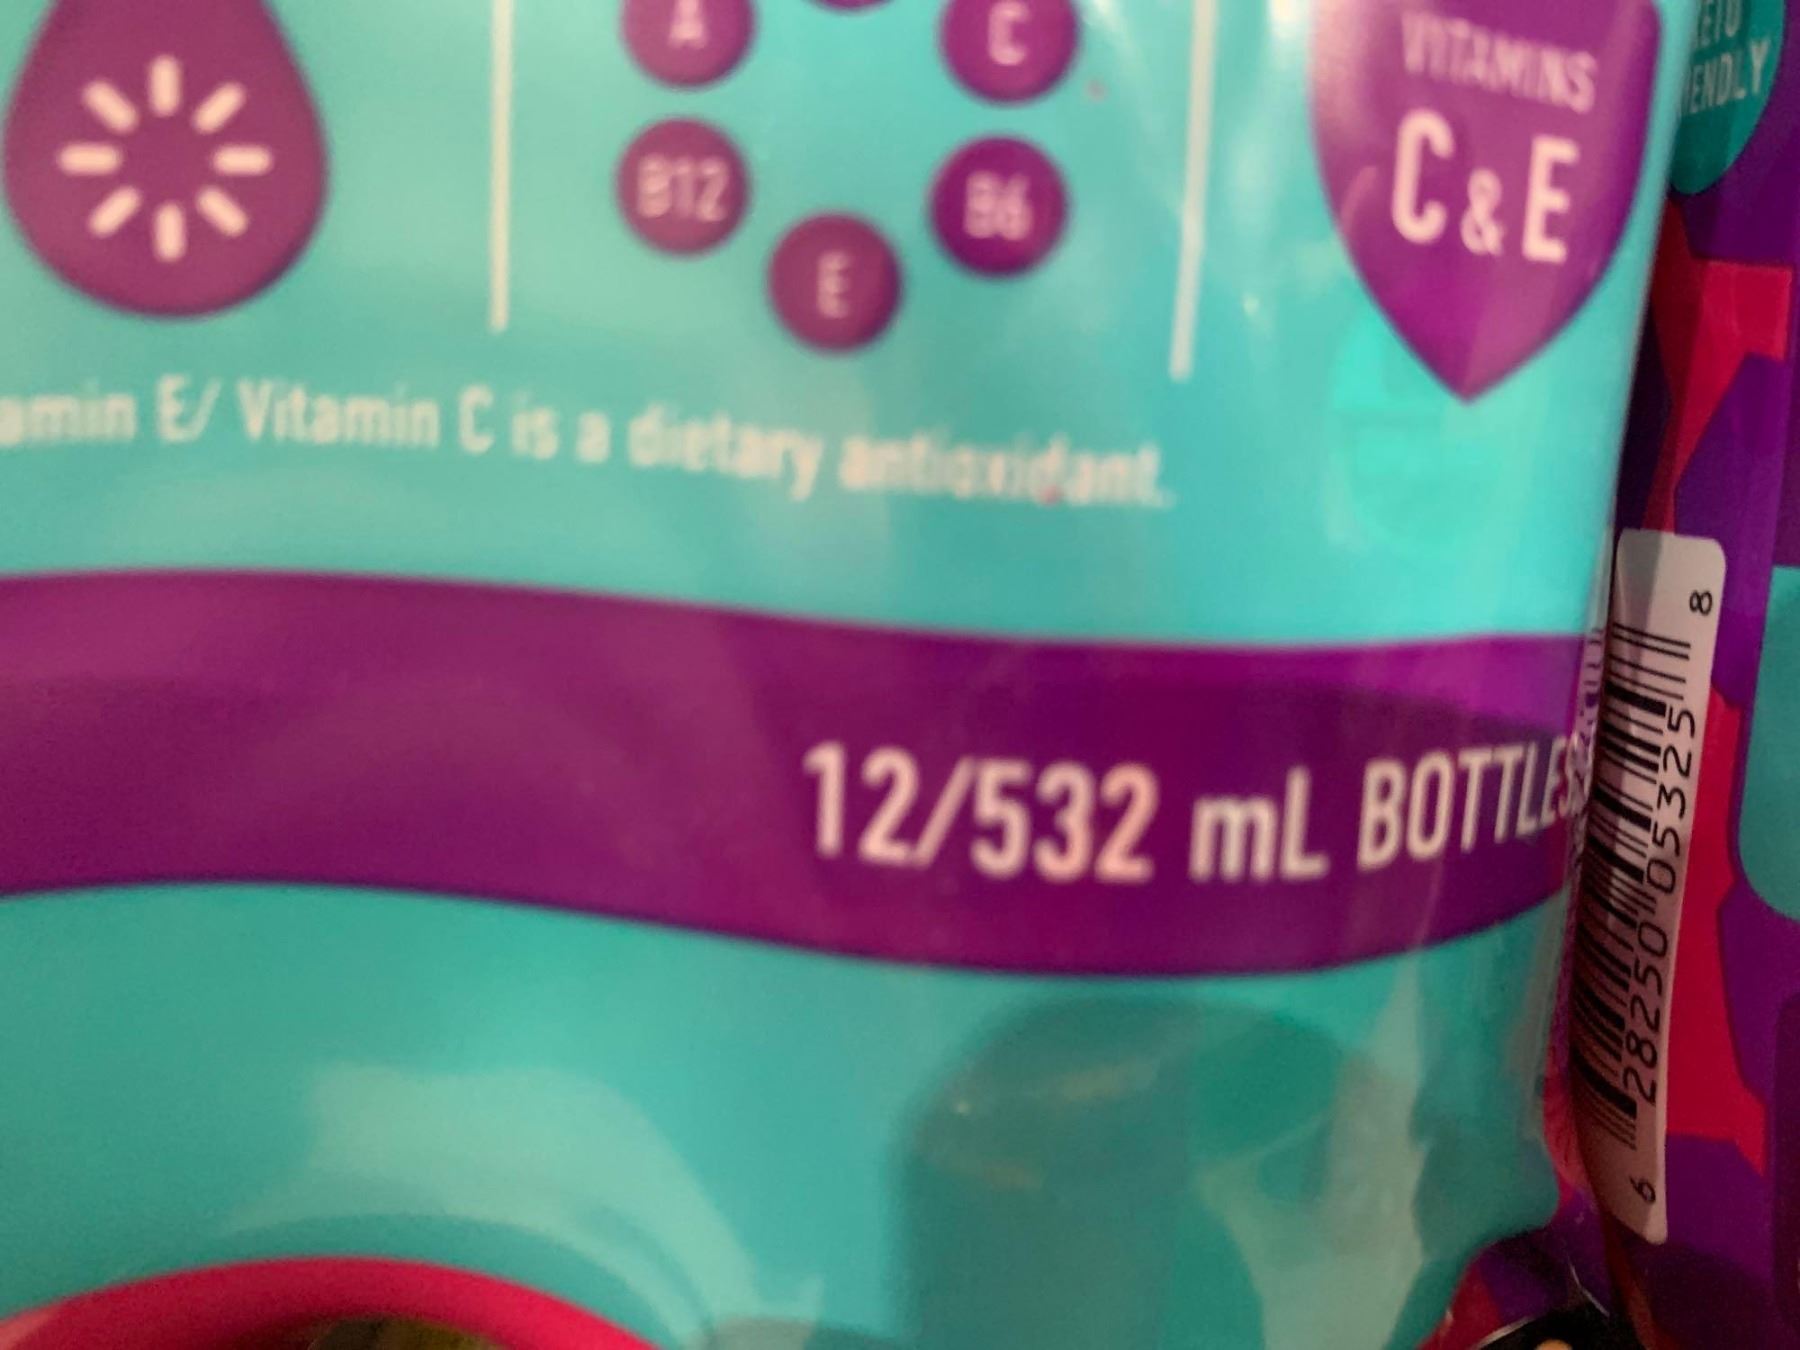 A
C
VITAMINS
C & E
B12
B6
E
amin E/ Vitamin C is a dietary antioxidant.
12/532 mL BOTTLES
6 28250 05325 8